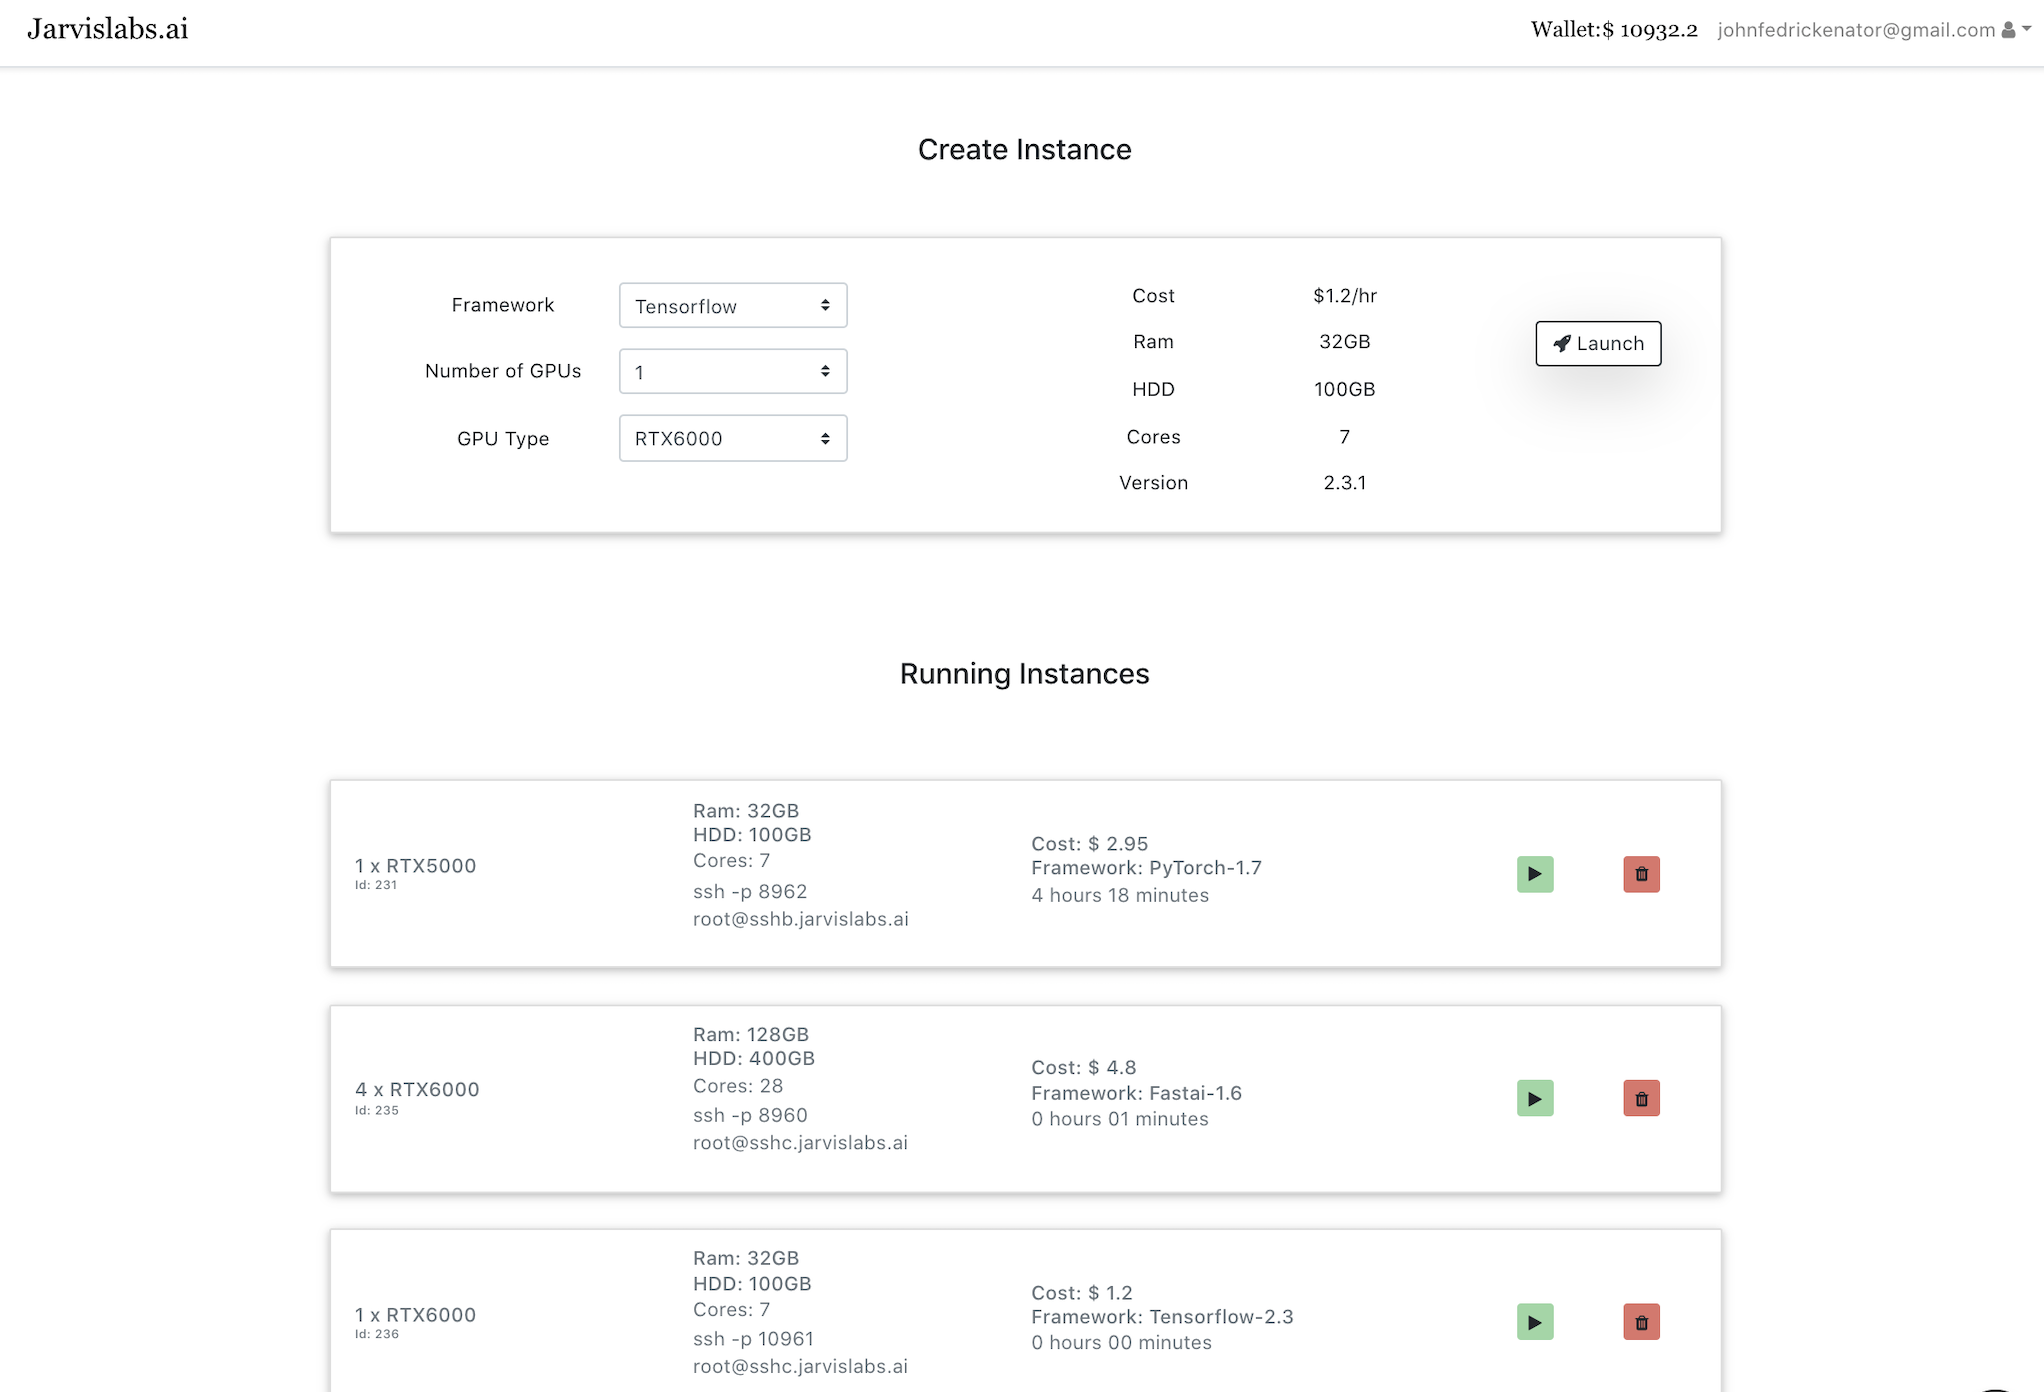 Jarvislabs.ai
Wallet:$ 10932.2
johnfedrickenator@gmail.com
Create Instance
Framework
Tensorflow
Number of GPUs
1
GPU Type
RTX6000
Cost
$1.2/hr
Ram
32GB
HDD
100GB
Cores
7
Version
2.3.1
Launch
Running Instances
1 x RTX5000
Id: 231
Ram: 32GB
HDD: 100GB
Cores: 7
ssh -p 8962
root@sshb.jarvislabs.ai
Cost: $ 2.95
Framework: PyTorch-1.7
4 hours 18 minutes
4 x RTX6000
Id: 235
Ram: 128GB
HDD: 400GB
Cores: 28
ssh -p 8960
root@sshc.jarvislabs.ai
Cost: $ 4.8
Framework: Fastai-1.6
0 hours 01 minutes
1 x RTX6000
Id: 236
Ram: 32GB
HDD: 100GB
Cores: 7
ssh -p 10961
root@sshc.jarvislabs.ai
Cost: $ 1.2
Framework: Tensorflow-2.3
0 hours 00 minutes